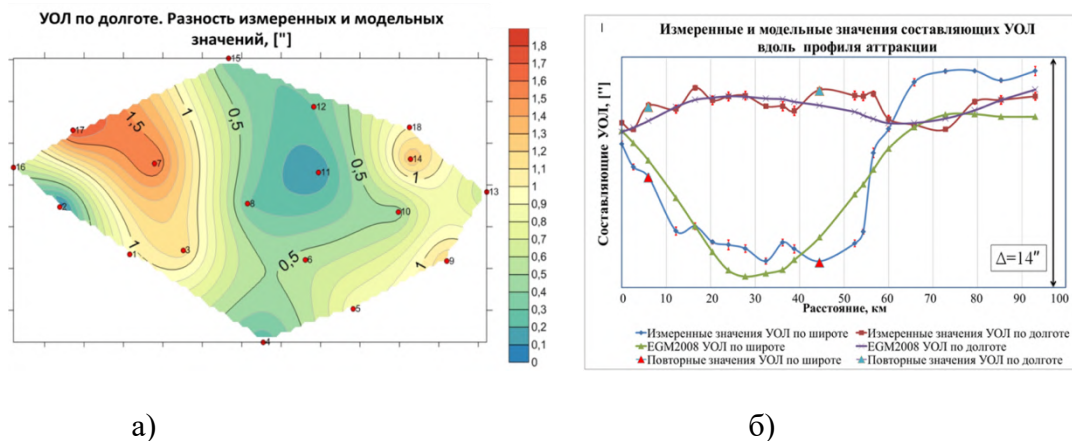 УОЛ по долготе. Разность измеренных и модельных
значений, ["]
15
12
17
18
16
7
14
11
2
13
8
10
1
3
6
9
5
4
1,5
1
0,5
0,5
1
1
0,5
1
1,8
1,7
1,6
1,5
1,4
1,3
1,2
1,1
1
0,9
0,8
0,7
0,6
0,5
0,4
0,3
0,2
0,1
0
а)
Измеренные и модельные значения составляющих УОЛ
вдоль профиля аттракции
Составляющие УОЛ, ["]
Δ=14"
0 10 20 30 40 50 60 70 80 90 100
Расстояние, км
Измеренные значения УОЛ по широте
Измеренные значения УОЛ по долготе
EGM2008 УОЛ по широте
EGM2008 УОЛ по долготе
Повторные значения УОЛ по широте
Повторные значения УОЛ по долготе
б)